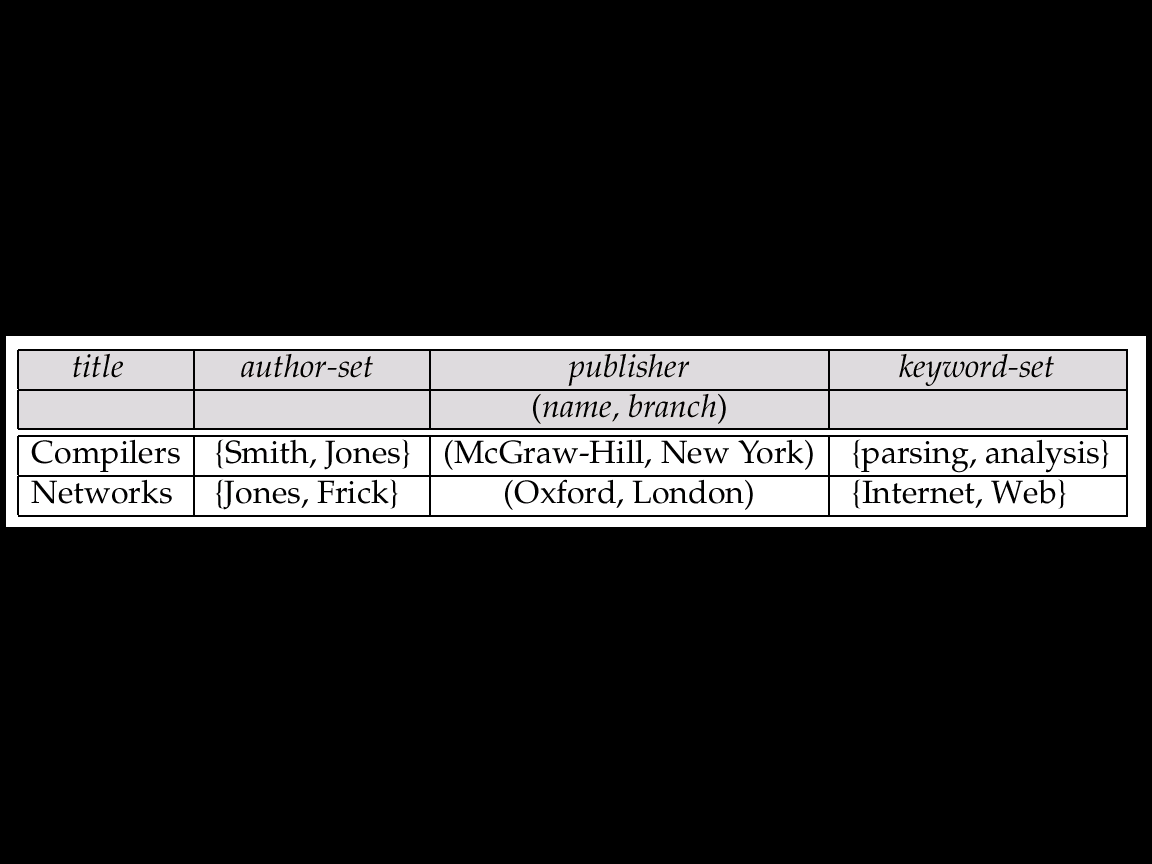 title author-set publisher keyword-set
(name, branch)
Compilers {Smith, Jones} (McGraw-Hill, New York) {parsing, analysis}
Networks {Jones, Frick} (Oxford, London) {Internet, Web}